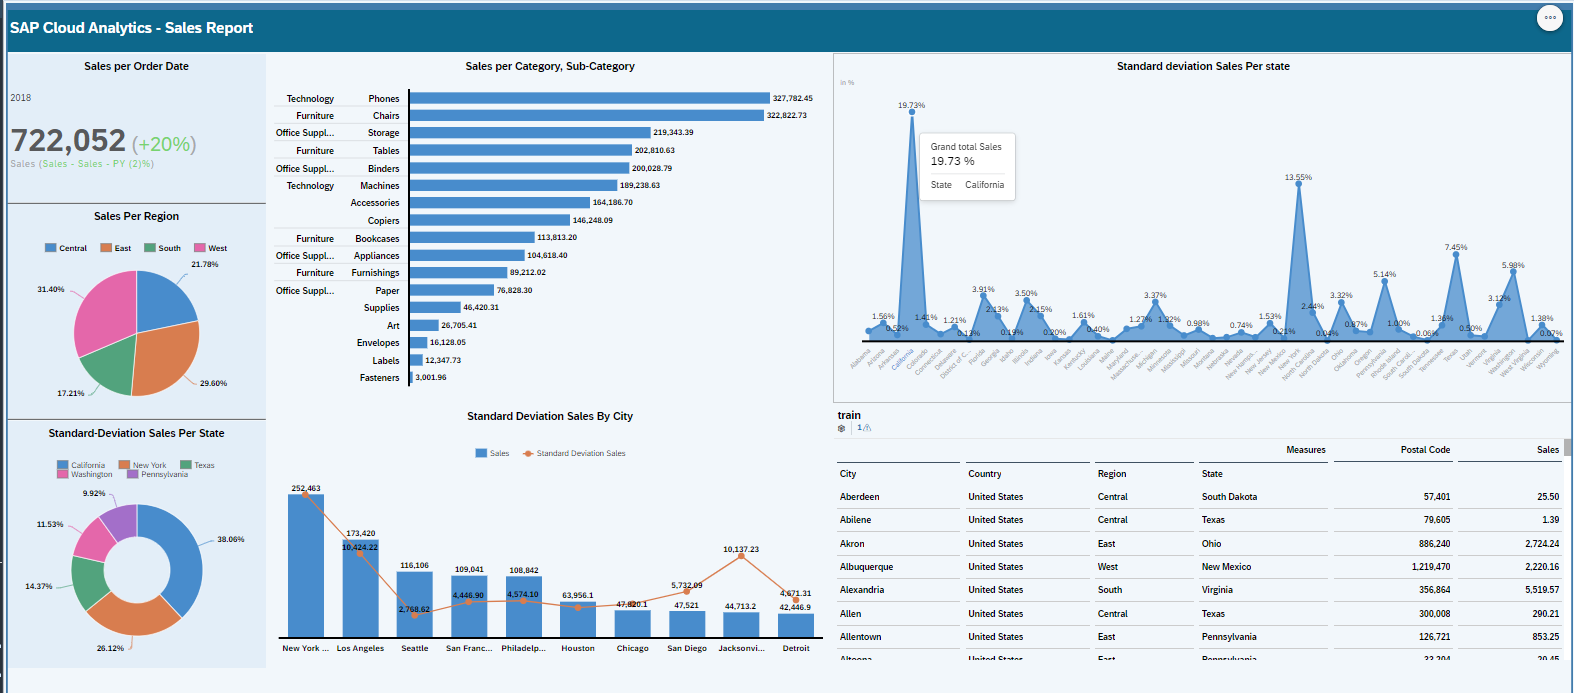 SAP Cloud Analytics - Sales Report
Sales per Order Date
2018
722,052 (+20%)
Sales (Sales - Sales - PY (2)%)
Sales Per Region
Central East South West
21.78%
31.40%
29.60%
17.21%
Standard-Deviation Sales Per State
California New York Texas
Washington Pennsylvania
9.92%
11.53%
38.06%
14.37%
26.12%
Sales per Category, Sub-Category
Technology Phones 327,782.45
Furniture Chairs 322,822.73
Office Suppl... Storage 219,343.39
Furniture Tables 202,810.63
Office Suppl... Binders 200,028.79
Technology Machines 189,238.63
Accessories 164,186.70
Copiers 146,248.09
Furniture Bookcases 113,813.20
Office Suppl... Appliances 104,618.40
Furniture Furnishings 89,212.02
Office Suppl... Paper 76,828.30
Supplies 46,420.31
Art 26,705.41
Envelopes 16,128.05
Labels 12,347.73
Fasteners 3,001.96
Standard Deviation Sales By City
Sales Standard Deviation Sales
252,463
173,420
10,424.22
116,106
2,768.62
109,041
4,446.90
108,842
4,574.10
63,956.1
47,820.1
5,732.09
47,521
10,137.23
44,713.2
4,671.31
42,446.9
New York ... Los Angeles Seattle San Franc... Philadelp... Houston Chicago San Diego Jacksonvi... Detroit
Standard deviation Sales Per state
in %
19.73%
Grand total Sales
19.73 %
State California
1.56% 0.52% 1.41% 1.21% 0.13% 3.91% 2.13% 0.19% 3.50% 2.15% 0.20% 1.61% 0.40% 1.27% 3.37% 1.32% 0.98% 0.74% 1.53% 0.21% 13.55% 2.44% 0.04% 3.32% 0.87% 5.14% 1.00% 0.06% 1.36% 7.45% 0.50% 3.12% 5.98% 1.38% 0.07%
Alabama Arizona Arkansas California Colorado Connecticut Delaware District of C... Florida Georgia Idaho Illinois Indiana Iowa Kansas Kentucky Louisiana Maine Maryland Massachuse... Michigan Minnesota Mississippi Missouri Montana Nebraska Nevada New Hamps... New Jersey New Mexico New York North Carolina North Dakota Ohio Oklahoma Oregon Pennsylvania Rhode Island South Caroli... South Dakota Tennessee Texas Utah Vermont Virginia Washington West Virginia Wisconsin Wyoming
train
1
Measures Postal Code Sales
City Country Region State
Aberdeen United States Central South Dakota 57,401 25.50
Abilene United States Central Texas 79,605 1.39
Akron United States East Ohio 886,240 2,724.24
Albuquerque United States West New Mexico 1,219,470 2,220.16
Alexandria United States South Virginia 356,864 5,519.57
Allen United States Central Texas 300,008 290.21
Allentown United States East Pennsylvania 126,721 853.25
Altoona United States East Pennsylvania 33,204 20.45